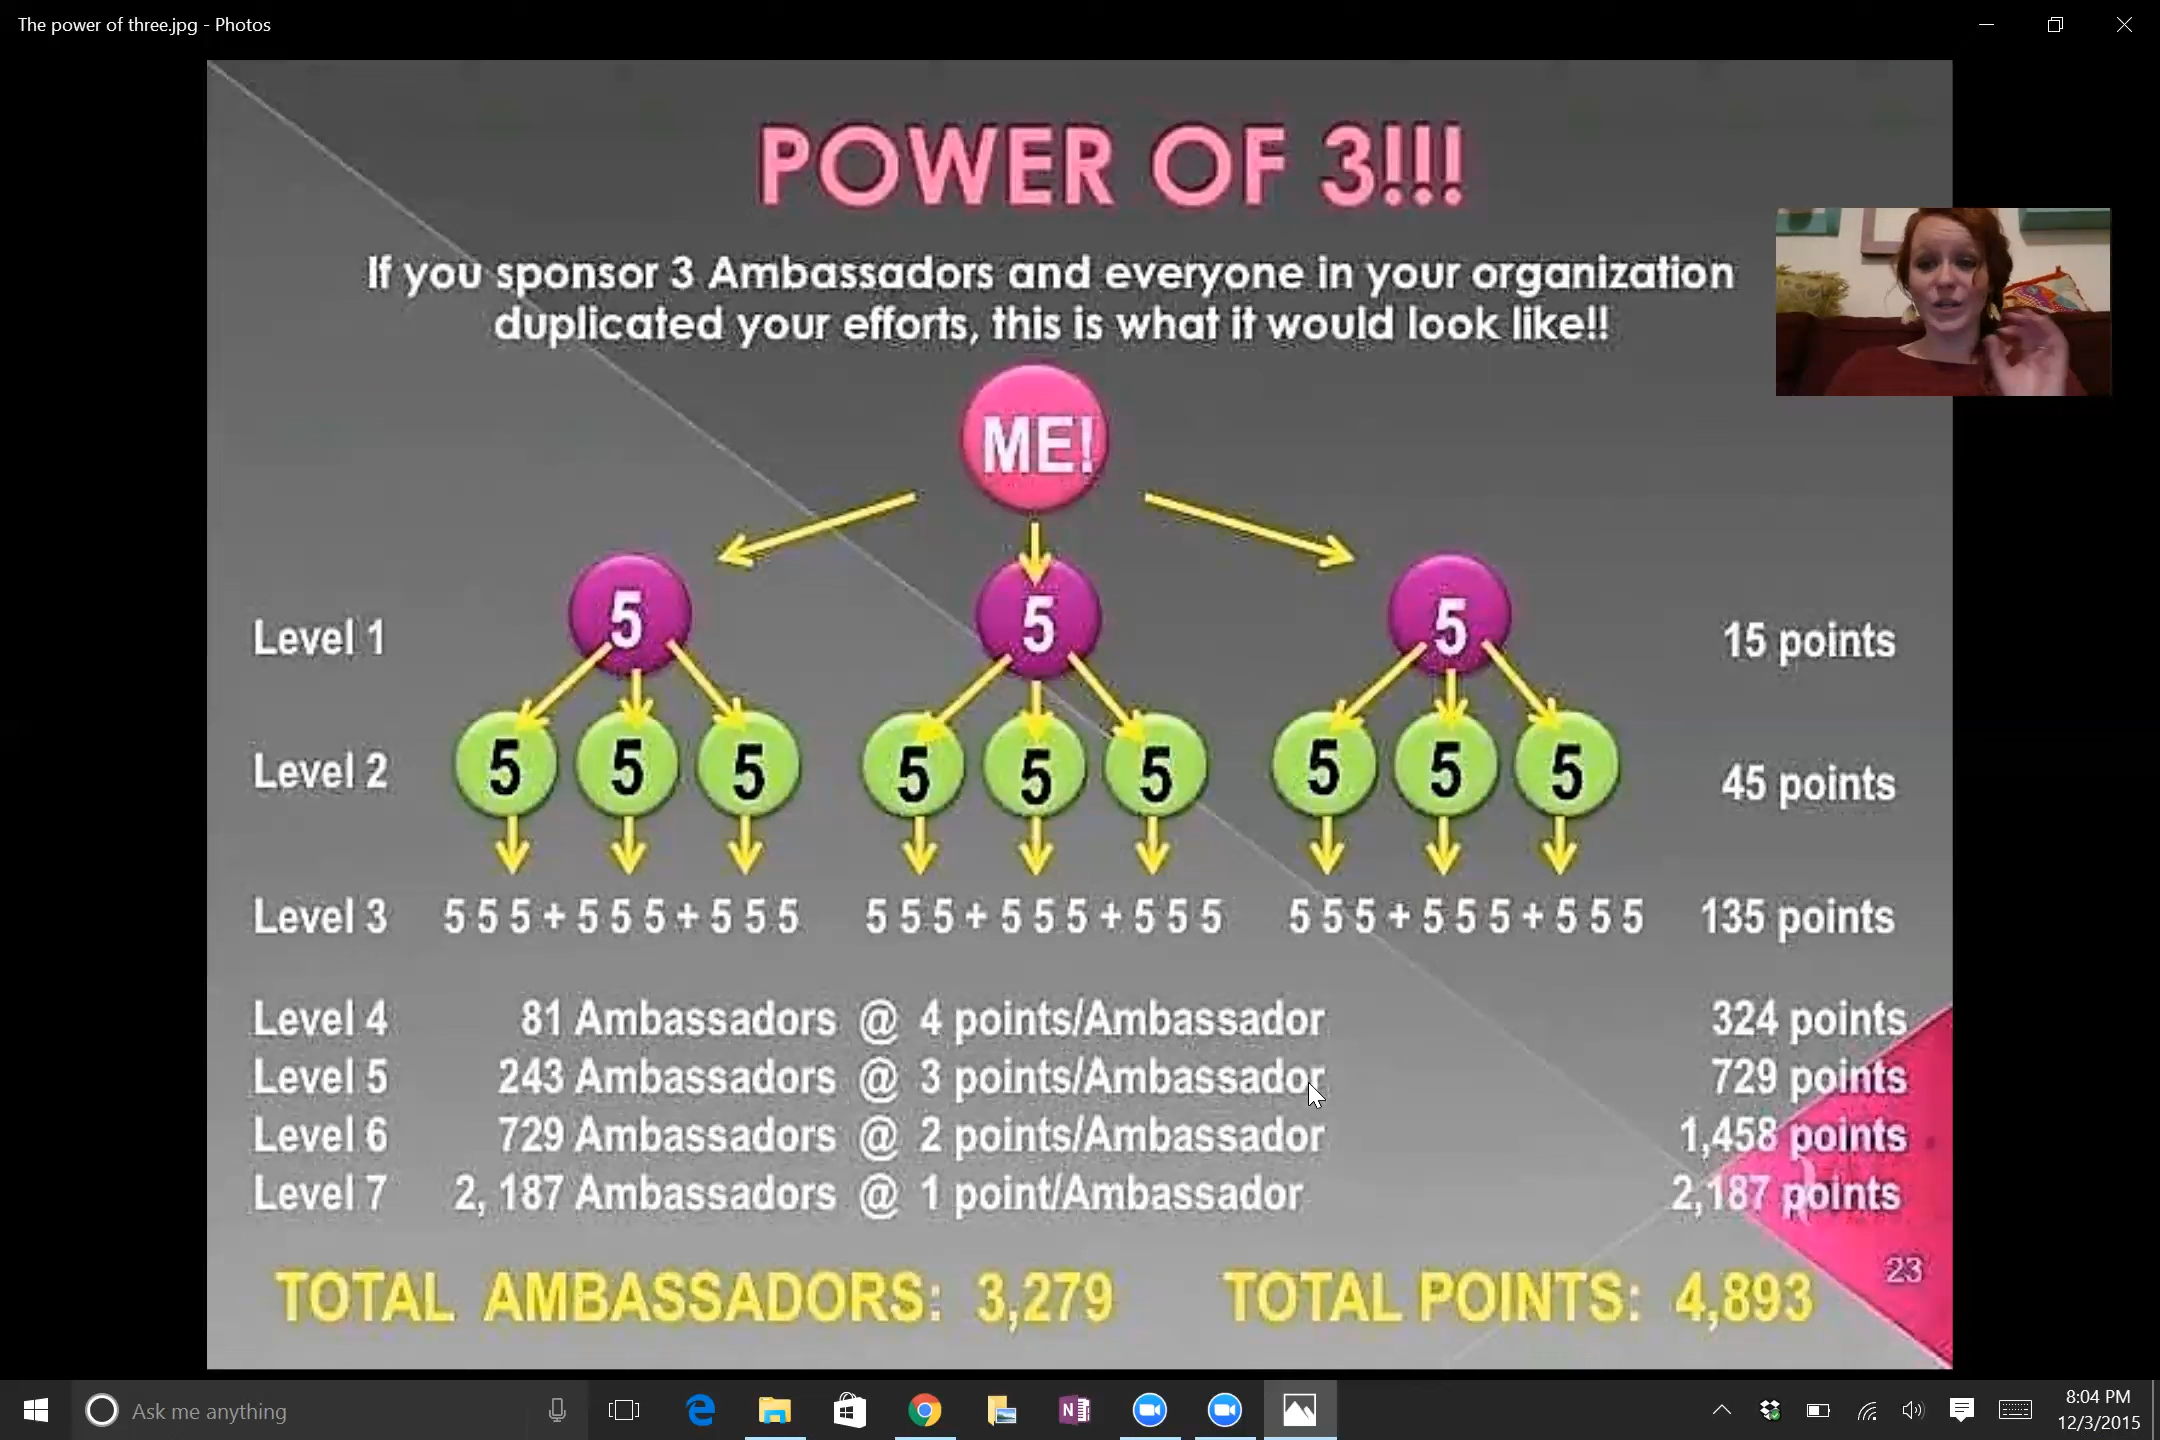 The power of three.jpg - Photos
POWER OF 3!!!
If you sponsor 3 Ambassadors and everyone in your organization
duplicated your efforts, this is what it would look like!!
ME!
Level 1 5 5 5 15 points
Level 2 5 5 5 5 5 5 5 5 5 45 points
Level 3 5 5 5 + 5 5 5 + 5 5 5 5 5 5 + 5 5 5 + 5 5 5 5 5 5 + 5 5 5 + 5 5 5 135 points
Level 4 81 Ambassadors @ 4 points/Ambassador 324 points
Level 5 243 Ambassadors @ 3 points/Ambassador 729 points
Level 6 729 Ambassadors @ 2 points/Ambassador 1,458 points
Level 7 2, 187 Ambassadors @ 1 point/Ambassador 2,187 points
23
TOTAL AMBASSADORS: 3,279 TOTAL POINTS: 4,893
Ask me anything
N
8:04 PM
12/3/2015